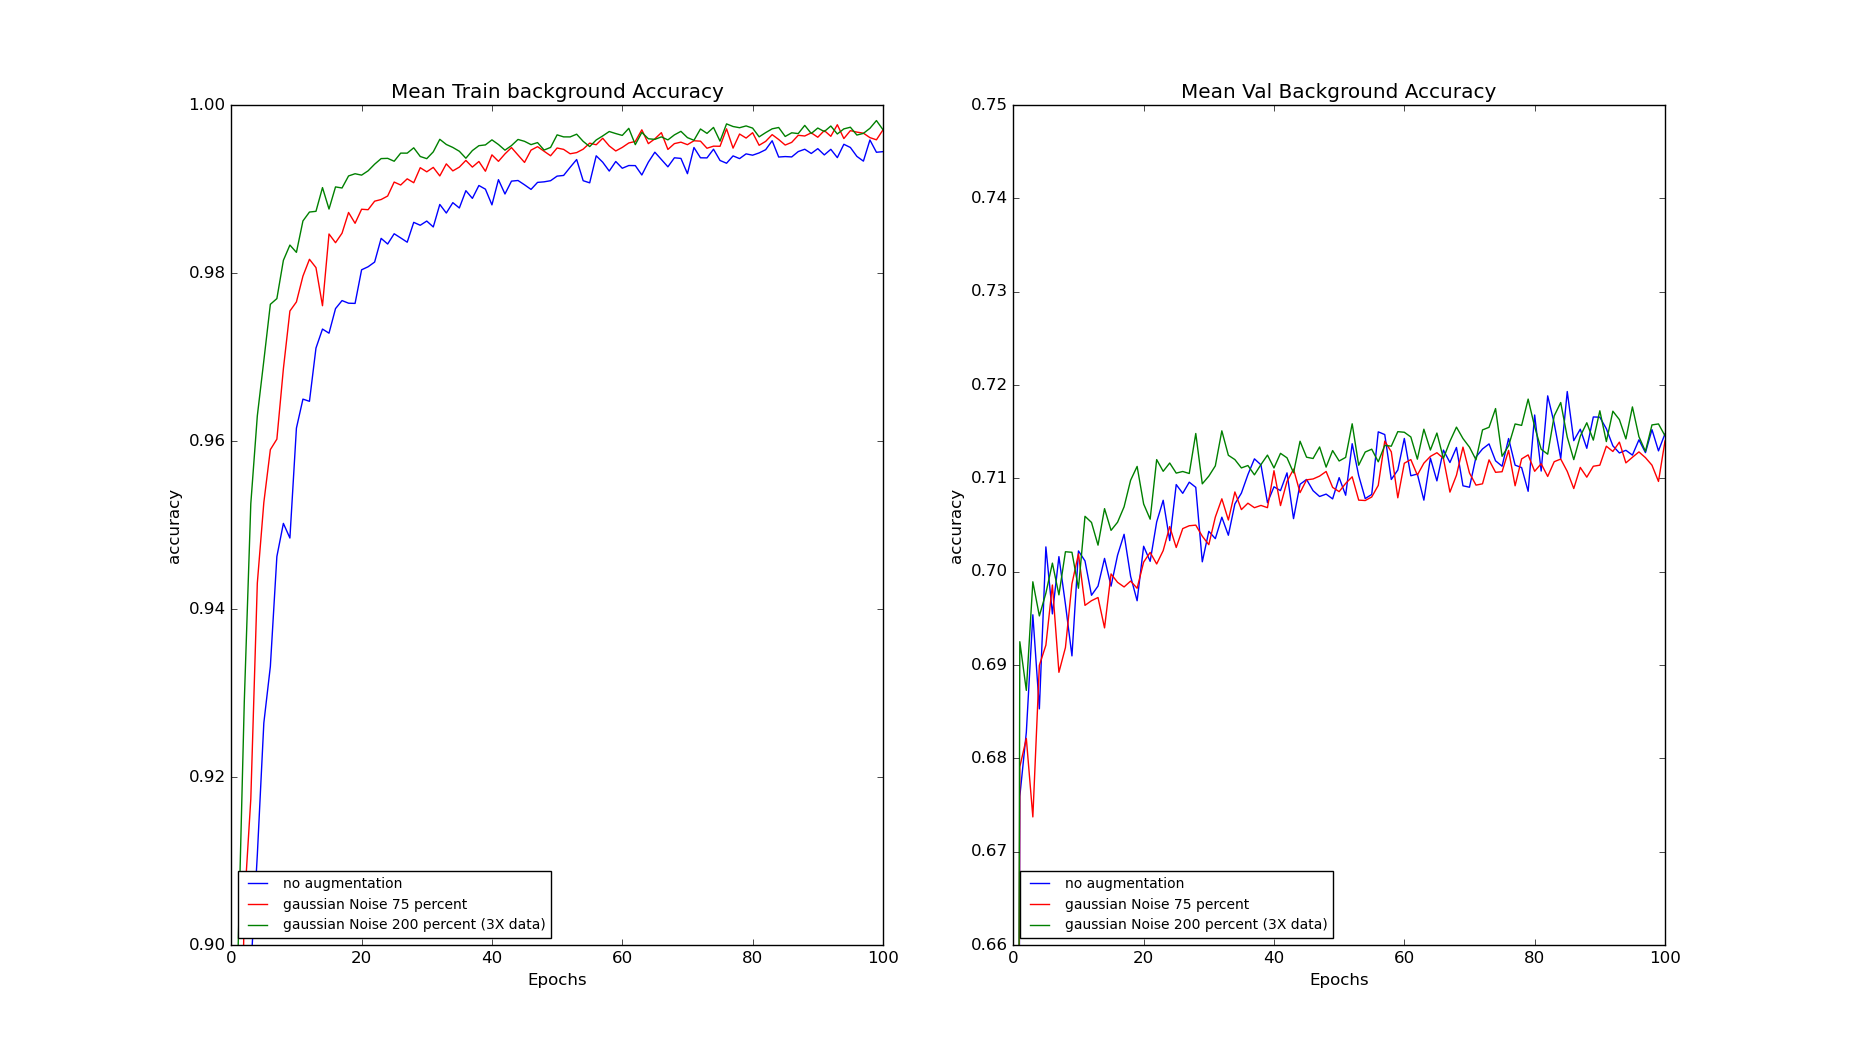 Mean Train background Accuracy
1.00
0.98
0.96
0.94
0.92
0.90
accuracy
no augmentation
gaussian Noise 75 percent
gaussian Noise 200 percent (3X data)
0 20 40 60 80 100
Epochs
Mean Val Background Accuracy
0.75
0.74
0.73
0.72
0.71
0.70
0.69
0.68
0.67
0.66
accuracy
no augmentation
gaussian Noise 75 percent
gaussian Noise 200 percent (3X data)
0 20 40 60 80 100
Epochs